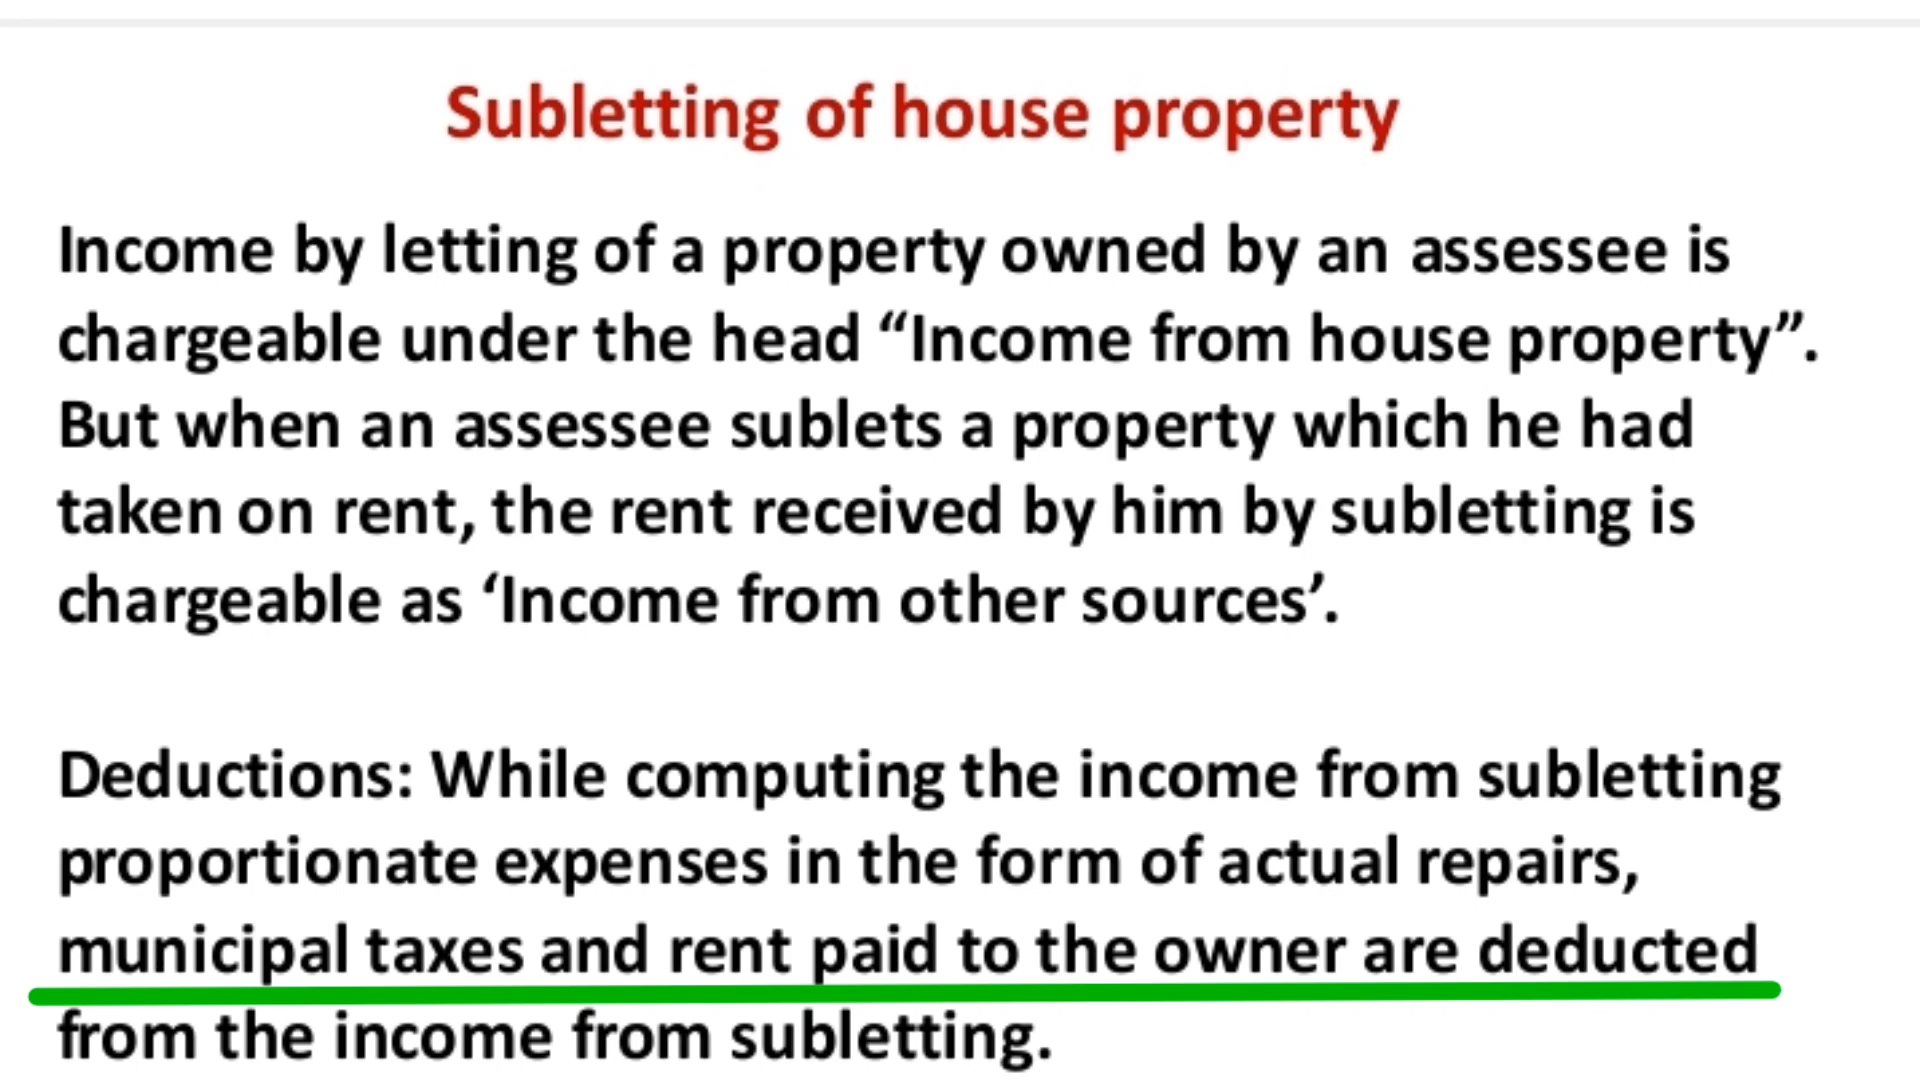 Subletting of house property
Income by letting of a property owned by an assessee is
chargeable under the head “Income from house property”.
But when an assessee sublets a property which he had
taken on rent, the rent received by him by subletting is
chargeable as ‘Income from other sources’.
Deductions: While computing the income from subletting
proportionate expenses in the form of actual repairs,
municipal taxes and rent paid to the owner are deducted
from the income from subletting.